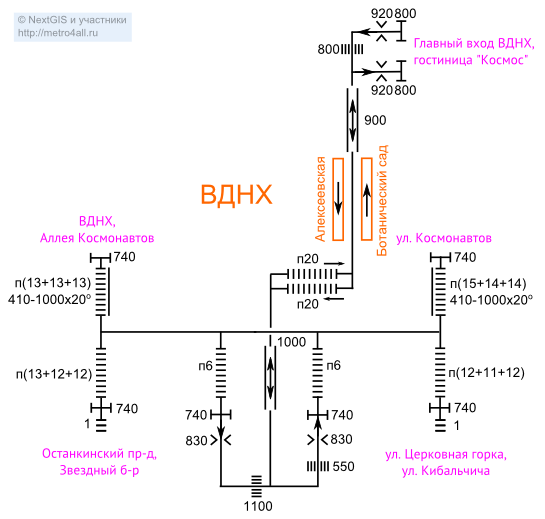 © NextGIS и участники
http://metro4all.ru
920 800
800
Главный вход ВДНХ,
гостиница "Космос"
920 800
900
Алексеевская
Ботанический сад
ВДНХ
ВДНХ,
Аллея Космонавтов
ул. Космонавтов
740
п20
740
п(13+13+13)
410-1000x20°
п(15+14+14)
410-1000x20°
п20
1000
п(13+12+12)
п6
п6
п(12+11+12)
740
740
740
740
1
830
830
1
Останкинский пр-д,
Звездный б-р
ул. Церковная горка,
ул. Кибальчича
550
1100